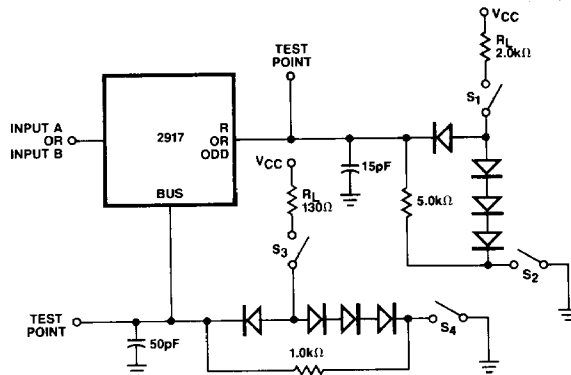 VCC
RL
2.0kΩ
S1
TEST
POINT
INPUT A
OR
INPUT B
2917
R
OR
ODD
BUS
VCC
RL
130Ω
S3
15pF
5.0kΩ
S2
TEST
POINT
50pF
1.0kΩ
S4